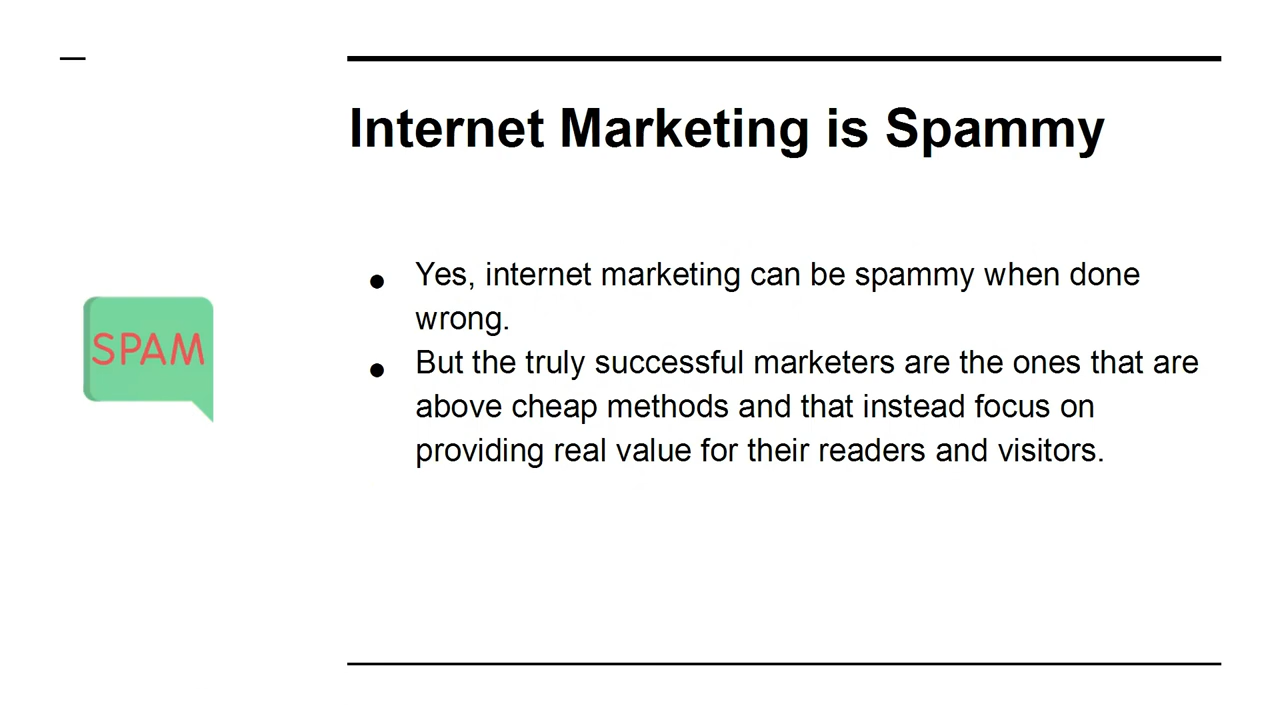 Internet Marketing is Spammy
SPAM
● Yes, internet marketing can be spammy when done
wrong.
● But the truly successful marketers are the ones that are
above cheap methods and that instead focus on
providing real value for their readers and visitors.